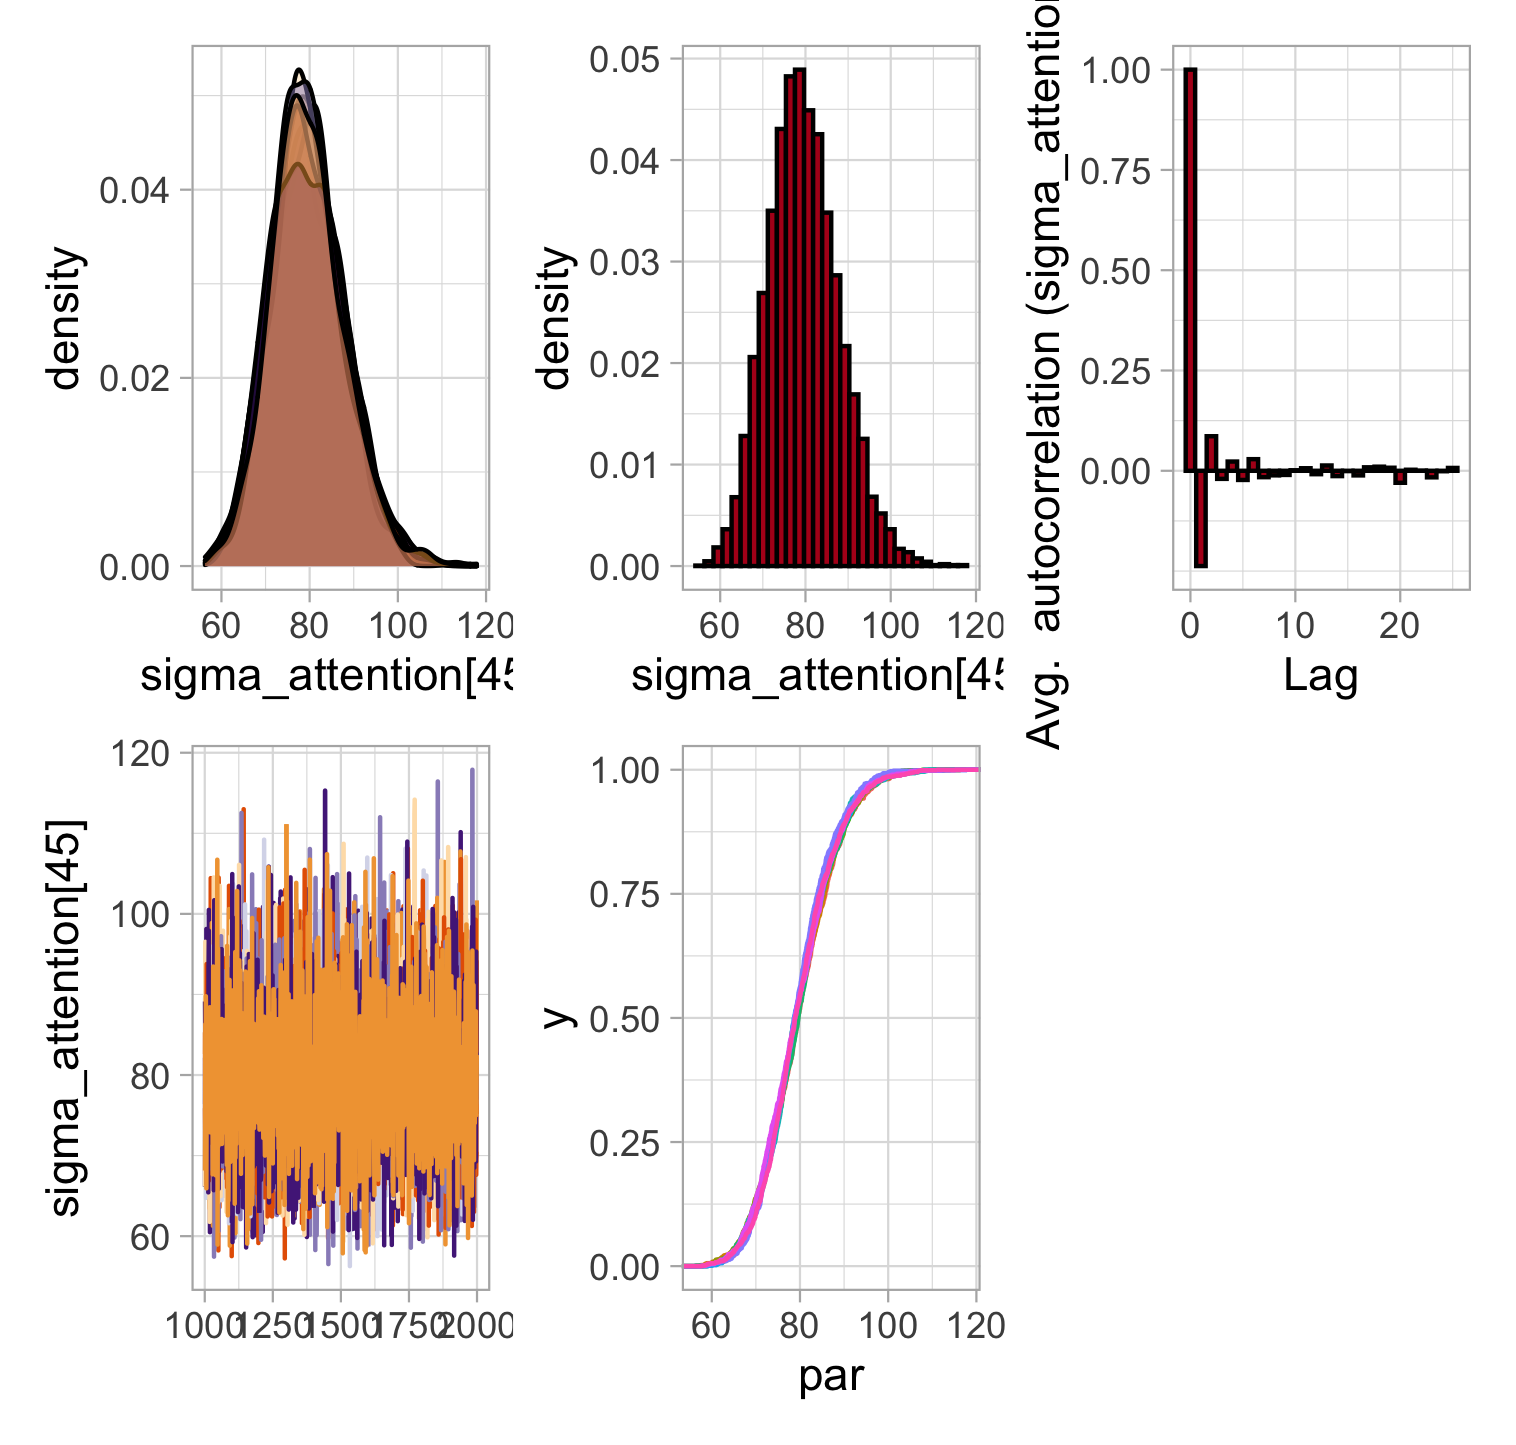 density
0.04
0.02
0.00
60 80 100 120
sigma_attention[45
density
0.05
0.04
0.03
0.02
0.01
0.00
60 80 100 120
sigma_attention[45
Avg. autocorrelation (sigma_attention
1.00
0.75
0.50
0.25
0.00
0 10 20
Lag
sigma_attention[45]
120
100
80
60
1000 1250 1500 1750 2000
y
1.00
0.75
0.50
0.25
0.00
60 80 100 120
par